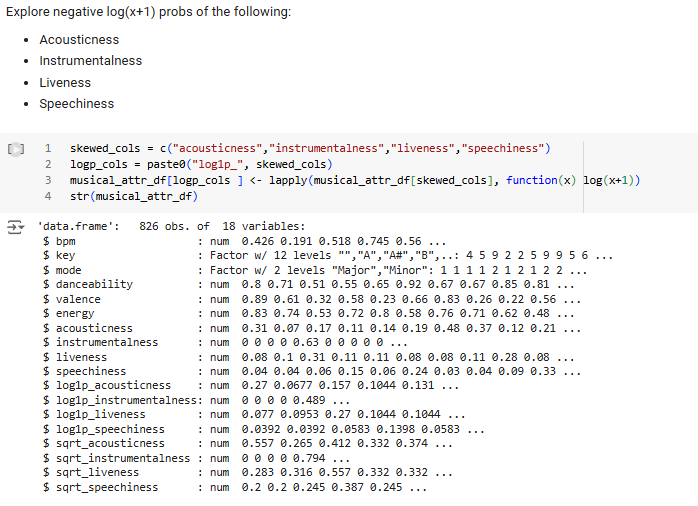 Explore negative log(x+1) probs of the following:
• Acousticness
• Instrumentalness
• Liveness
• Speechiness
1 skewed_cols = c("acousticness","instrumentalness","liveness","speechiness")
2 logp_cols = paste0("log1p_", skewed_cols)
3 musical_attr_df[logp_cols ] <- lapply(musical_attr_df[skewed_cols], function(x) log(x+1))
4 str(musical_attr_df)
'data.frame':   826 obs. of  18 variables:
 $ bpm                   : num  0.426 0.191 0.518 0.745 0.56 ...
 $ key                   : Factor w/ 12 levels "","A","A#","B",..: 4 5 9 2 2 5 9 9 5 6 ...
 $ mode                  : Factor w/ 2 levels "Major","Minor": 1 1 1 1 2 1 2 1 2 2 ...
 $ danceability          : num  0.8 0.71 0.51 0.55 0.65 0.92 0.67 0.67 0.85 0.81 ...
 $ valence               : num  0.89 0.61 0.32 0.58 0.23 0.66 0.83 0.26 0.22 0.56 ...
 $ energy                : num  0.83 0.74 0.53 0.72 0.8 0.58 0.76 0.71 0.62 0.48 ...
 $ acousticness          : num  0.31 0.07 0.17 0.11 0.14 0.19 0.48 0.37 0.12 0.21 ...
 $ instrumentalness      : num  0 0 0 0 0.63 0 0 0 0 0 ...
 $ liveness              : num  0.08 0.1 0.31 0.11 0.11 0.08 0.08 0.11 0.28 0.08 ...
 $ speechiness           : num  0.04 0.04 0.06 0.15 0.06 0.24 0.03 0.04 0.09 0.33 ...
 $ log1p_acousticness    : num  0.27 0.0677 0.157 0.1044 0.131 ...
 $ log1p_instrumentalness: num  0 0 0 0 0.489 ...
 $ log1p_liveness        : num  0.077 0.0953 0.27 0.1044 0.1044 ...
 $ log1p_speechiness     : num  0.0392 0.0392 0.0583 0.1398 0.0583 ...
 $ sqrt_acousticness     : num  0.557 0.265 0.412 0.332 0.374 ...
 $ sqrt_instrumentalness : num  0 0 0 0 0.794 ...
 $ sqrt_liveness         : num  0.283 0.316 0.557 0.332 0.332 ...
 $ sqrt_speechiness      : num  0.2 0.2 0.245 0.387 0.245 ...